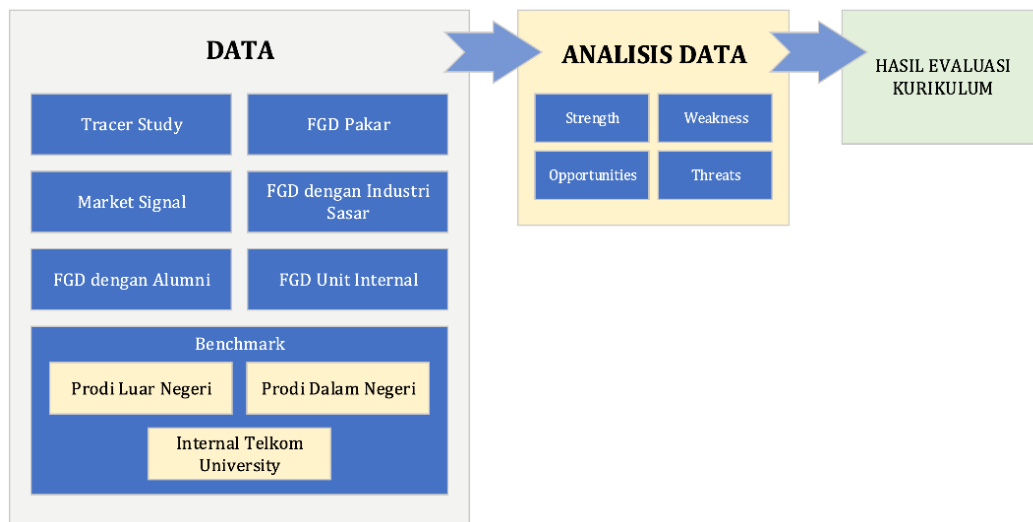 DATA
Tracer Study
FGD Pakar
Market Signal
FGD dengan Industri
Sasar
FGD dengan Alumni
FGD Unit Internal
Benchmark
Prodi Luar Negeri
Prodi Dalam Negeri
Internal Telkom
University
ANALISIS DATA
Strength
Weakness
Opportunities
Threats
HASIL EVALUASI
KURIKULUM